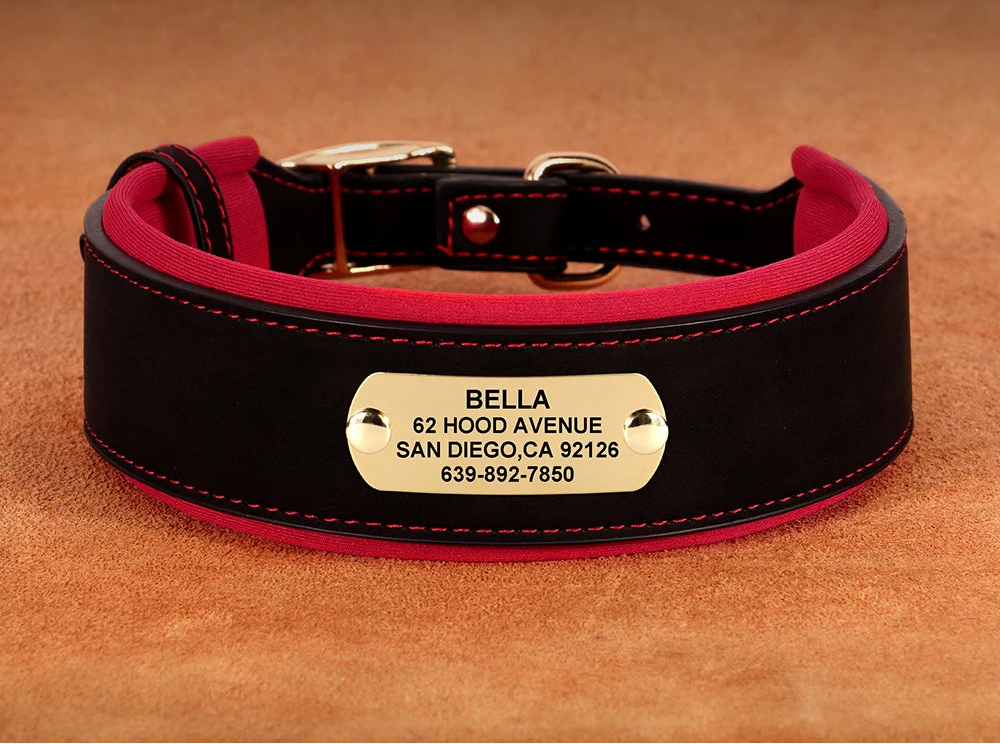 BELLA
62 HOOD AVENUE
SAN DIEGO,CA 92126
639-892-7850